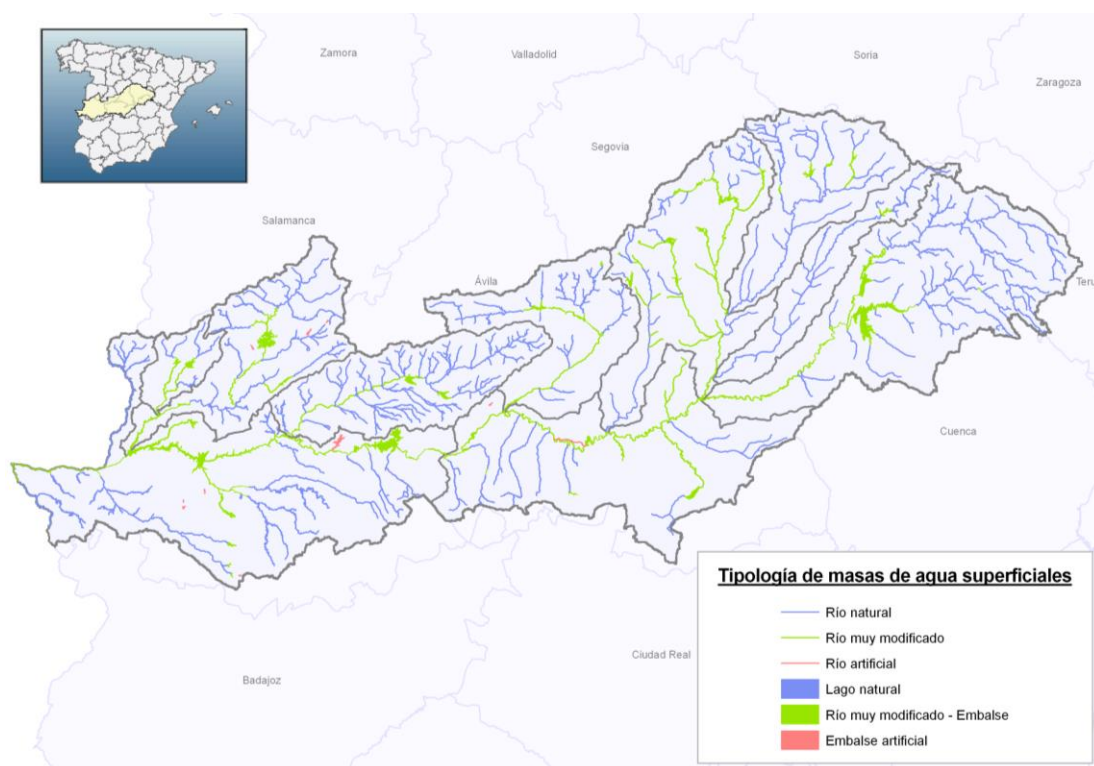 Zamora
Valladolid
Soria
Zaragoza
Segovia
Salamanca
Ávila
Teru
Cuenca
Ciudad Real
Badajoz
Tipología de masas de agua superficiales
Río natural
Río muy modificado
Río artificial
Lago natural
Río muy modificado - Embalse
Embalse artificial